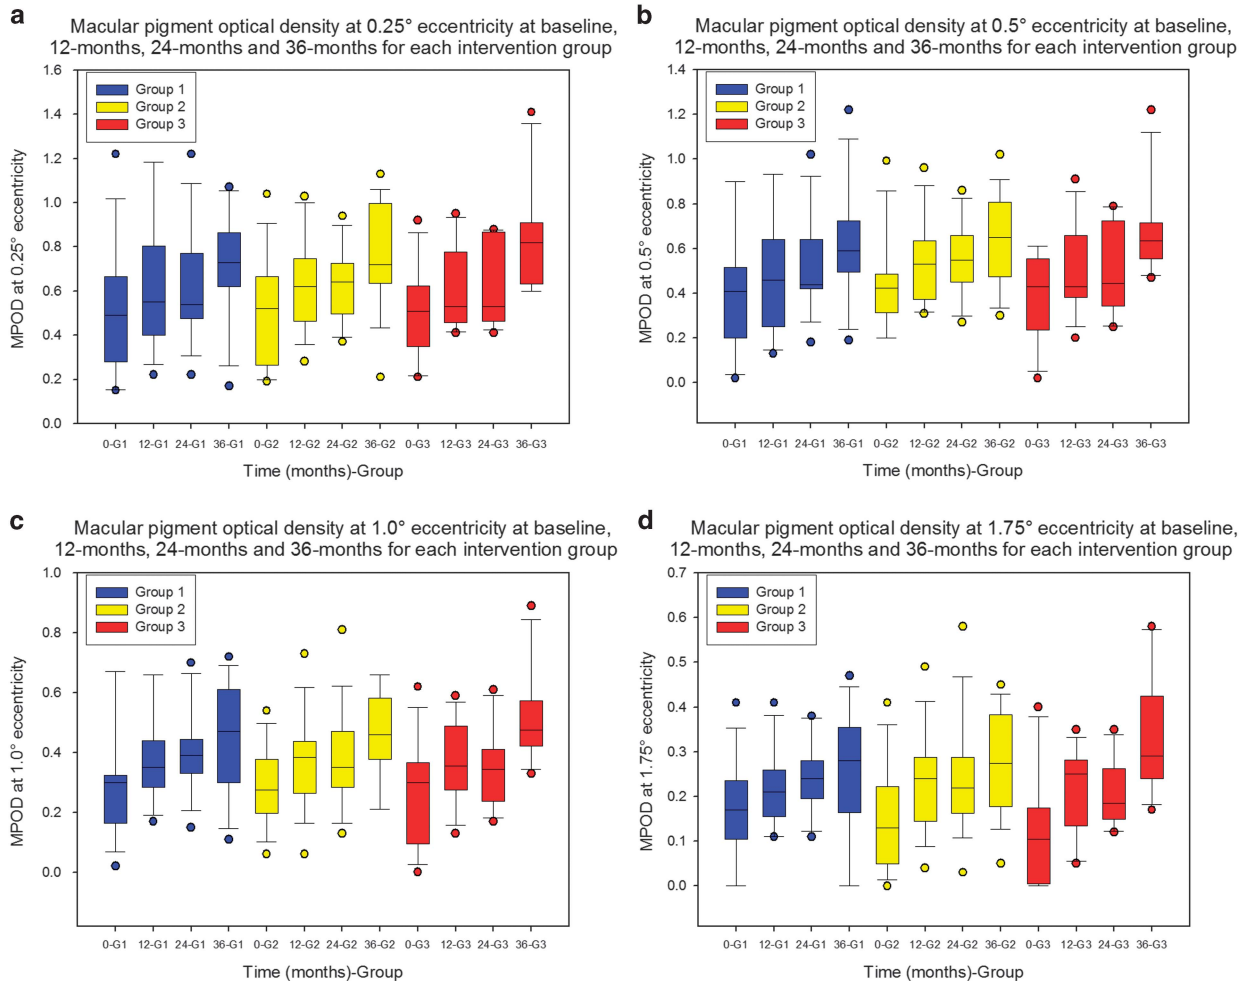 a
Macular pigment optical density at 0.25° eccentricity at baseline,
12-months, 24-months and 36-months for each intervention group
1.6
1.4
1.2
1.0
0.8
0.6
0.4
0.2
0.0
MPOD at 0.25° eccentricity
Group 1
Group 2
Group 3
0-G1 12-G1 24-G1 36-G1 0-G2 12-G2 24-G2 36-G2 0-G3 12-G3 24-G3 36-G3
Time (months)-Group
b
Macular pigment optical density at 0.5° eccentricity at baseline,
12-months, 24-months and 36-months for each intervention group
1.4
1.2
1.0
0.8
0.6
0.4
0.2
0.0
MPOD at 0.5° eccentricity
Group 1
Group 2
Group 3
0-G1 12-G1 24-G1 36-G1 0-G2 12-G2 24-G2 36-G2 0-G3 12-G3 24-G3 36-G3
Time (months)-Group
c
Macular pigment optical density at 1.0° eccentricity at baseline,
12-months, 24-months and 36-months for each intervention group
1.0
0.8
0.6
0.4
0.2
0.0
MPOD at 1.0° eccentricity
Group 1
Group 2
Group 3
0-G1 12-G1 24-G1 36-G1 0-G2 12-G2 24-G2 36-G2 0-G3 12-G3 24-G3 36-G3
Time (months)-Group
d
Macular pigment optical density at 1.75° eccentricity at baseline,
12-months, 24-months and 36-months for each intervention group
0.7
0.6
0.5
0.4
0.3
0.2
0.1
0.0
MPOD at 1.75° eccentricity
Group 1
Group 2
Group 3
0-G1 12-G1 24-G1 36-G1 0-G2 12-G2 24-G2 36-G2 0-G3 12-G3 24-G3 36-G3
Time (months)-Group